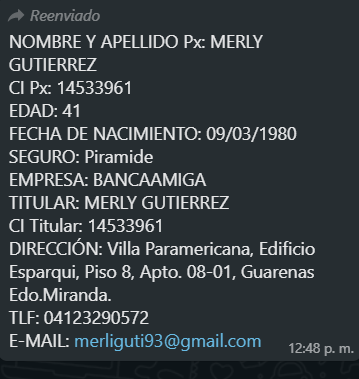 Reenviado
NOMBRE Y APELLIDO Px: MERLY
GUTIERREZ
CI Px: 14533961
EDAD: 41
FECHA DE NACIMIENTO: 09/03/1980
SEGURO: Piramide
EMPRESA: BANCAAMIGA
TITULAR: MERLY GUTIERREZ
CI Titular: 14533961
DIRECCIÓN: Villa Paramericana, Edificio
Esparqui, Piso 8, Apto. 08-01, Guarenas
Edo.Miranda.
TLF: 04123290572
E-MAIL: merliguti93@gmail.com
12:48 p. m.